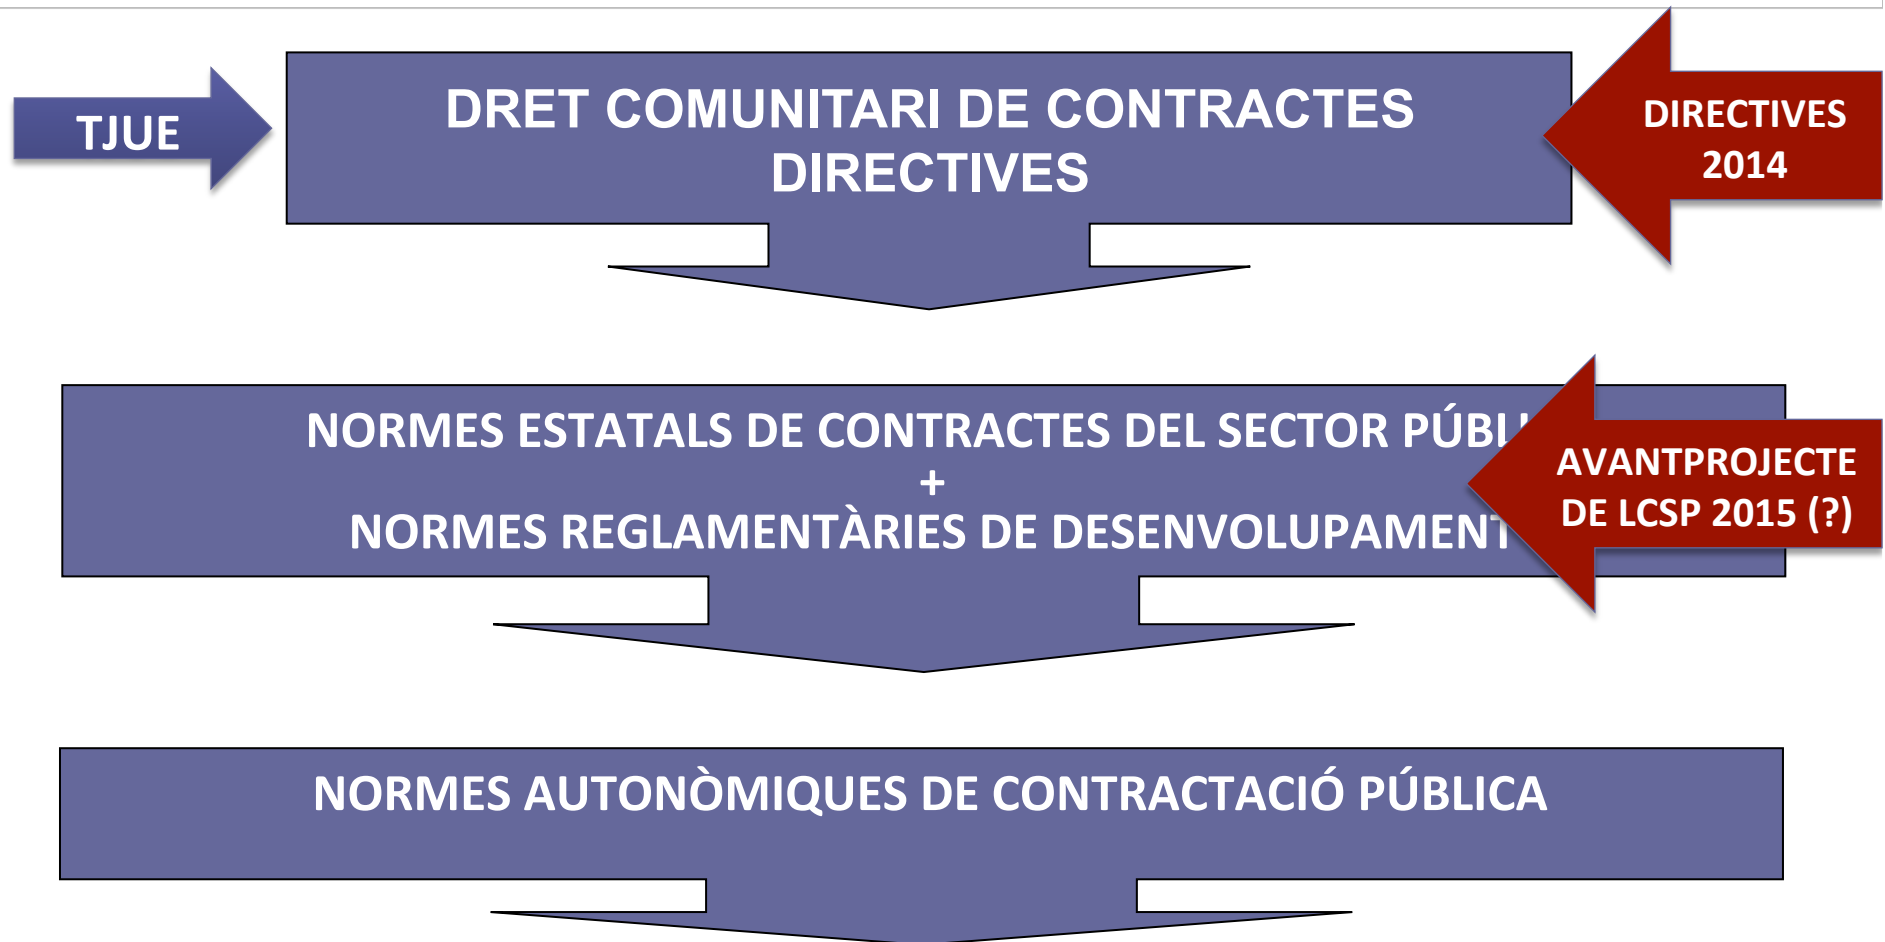 TJUE
DRET COMUNITARI DE CONTRACTES
DIRECTIVES
DIRECTIVES
2014
NORMES ESTATALS DE CONTRACTES DEL SECTOR PÚBLI
+
NORMES REGLAMENTÀRIES DE DESENVOLUPAMENT
AVANTPROJECTE
DE LCSP 2015 (?)
NORMES AUTONÒMIQUES DE CONTRACTACIÓ PÚBLICA